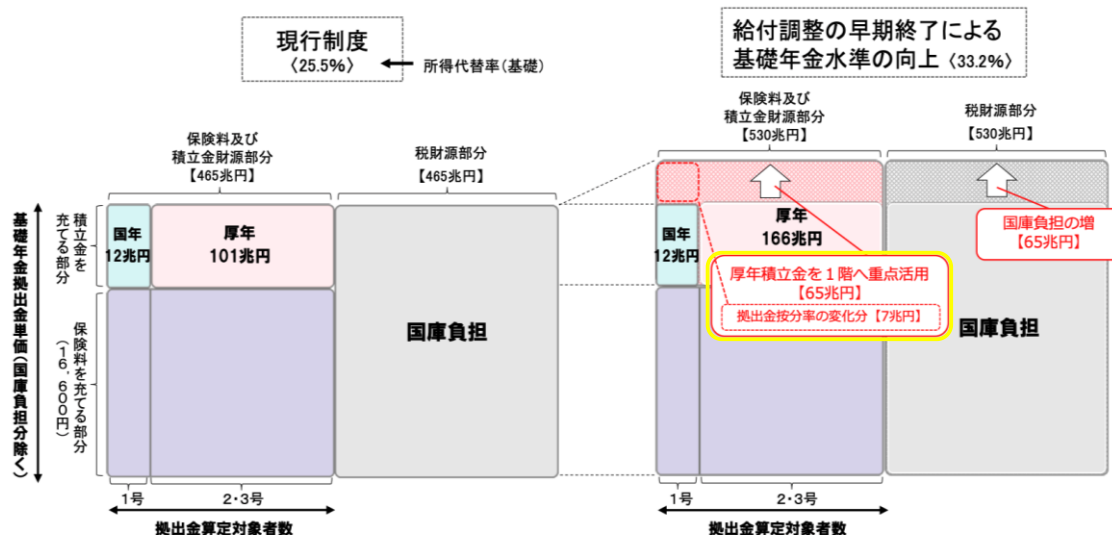 現行制度
〈25.5%〉
所得代替率(基礎)
給付調整の早期終了による
基礎年金水準の向上〈33.2%〉
保険料及び
積立金財源部分
【465兆円】
税財源部分
【465兆円】
保険料及び
積立金財源部分
【530兆円】
税財源部分
【530兆円】
基礎年金拠出金単価(国庫負担分除く)
積立金を
充てる部分
保険料を充てる部分
(16,600円)
国年
12兆円
厚年
101兆円
国庫負担
1号
2・3号
拠出金算定対象者数
国年
12兆円
厚年
166兆円
厚年積立金を1階へ重点活用
【65兆円】
拠出金按分率の変化分【7兆円】
国庫負担の増
【65兆円】
国庫負担
1号
2・3号
拠出金算定対象者数